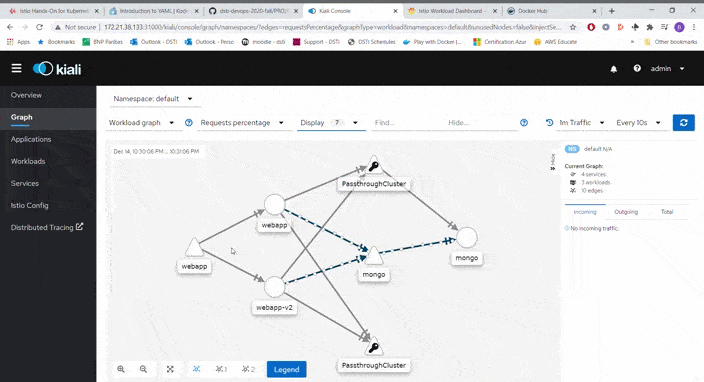 Istio Hands-On for Kubern
Introduction to YAML | Kod
dsti-devops-2020-fall/PROJ
Kiali Console
Istio Workload Dashboard -
Docker Hub
Not secure | 172.21.38.133:31000/kiali/console/graph/namespaces/?edges=requestsPercentage&graphType=workload&namespaces=default&unusedNodes=false&injectSe...
Apps
Bookmarks
BNP Paribas
Outlook - DSTI
Outlook - Perso
moodle - dsti
Support - DSTI
DSTI Schedules
Play with Docker |...
Certification Azur
AWS Educate
Other bookmarks
kiali
admin
Overview
Graph
Applications
Workloads
Services
Istio Config
Distributed Tracing
Namespace: default
Workload graph
Requests percentage
Display 7
Find...
Hide...
1m Traffic
Every 10s
Dec 14, 10:30:06 PM ... 10:31:06 PM
Hide
NS default N/A
Current Graph:
4 services
3 workloads
10 edges
Incoming
Outgoing
Total
No incoming traffic.
PassthroughCluster
webapp
webapp
mongo
mongo
webapp-v2
PassthroughCluster
1
2
Legend